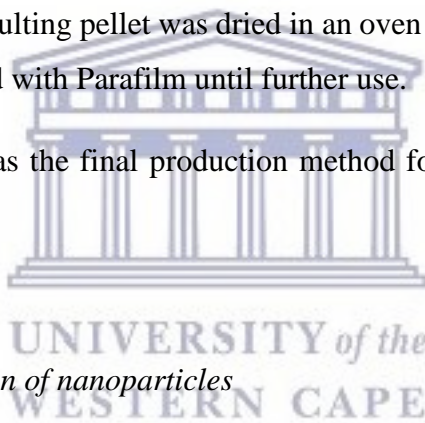 ulting pellet was dried in an oven
d with Parafilm until further use.
as the final production method fo
UNIVERSITY of the
n of nanoparticles
WESTERN CAPE